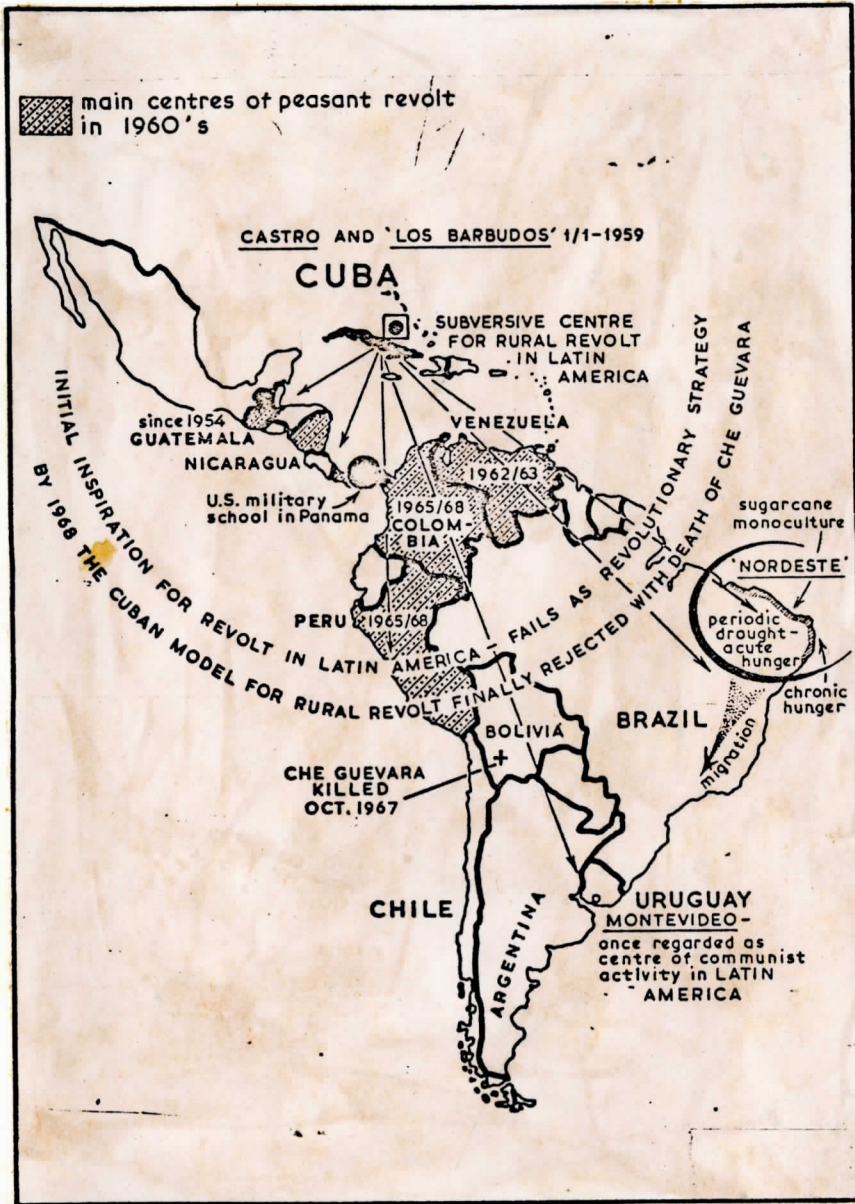 main centres of peasant revolt
in 1960's
CASTRO AND 'LOS BARBUDOS' 1/1-1959
CUBA
SUBVERSIVE CENTRE
FOR RURAL REVOLT
IN LATIN
AMERICA
since 1954
GUATEMALA
NICARAGUA
U.S. military
school in Panama
VENEZUELA
1962/63
1965/68
COLOM-
BIA
PERU
1965/68
INITIAL INSPIRATION FOR REVOLT IN LATIN AMERICA - FAILS AS REVOLUTIONARY STRATEGY
BY 1968 THE CUBAN MODEL FOR RURAL REVOLT FINALLY REJECTED WITH DEATH OF CHE GUEVARA
sugarcane
monoculture
'NORDESTE'
periodic
drought-
acute
hunger
chronic
hunger
BRAZIL
migration
BOLIVIA
CHE GUEVARA
KILLED
OCT. 1967
CHILE
ARGENTINA
URUGUAY
MONTEVIDEO-
once regarded as
centre of communist
activity in LATIN
AMERICA